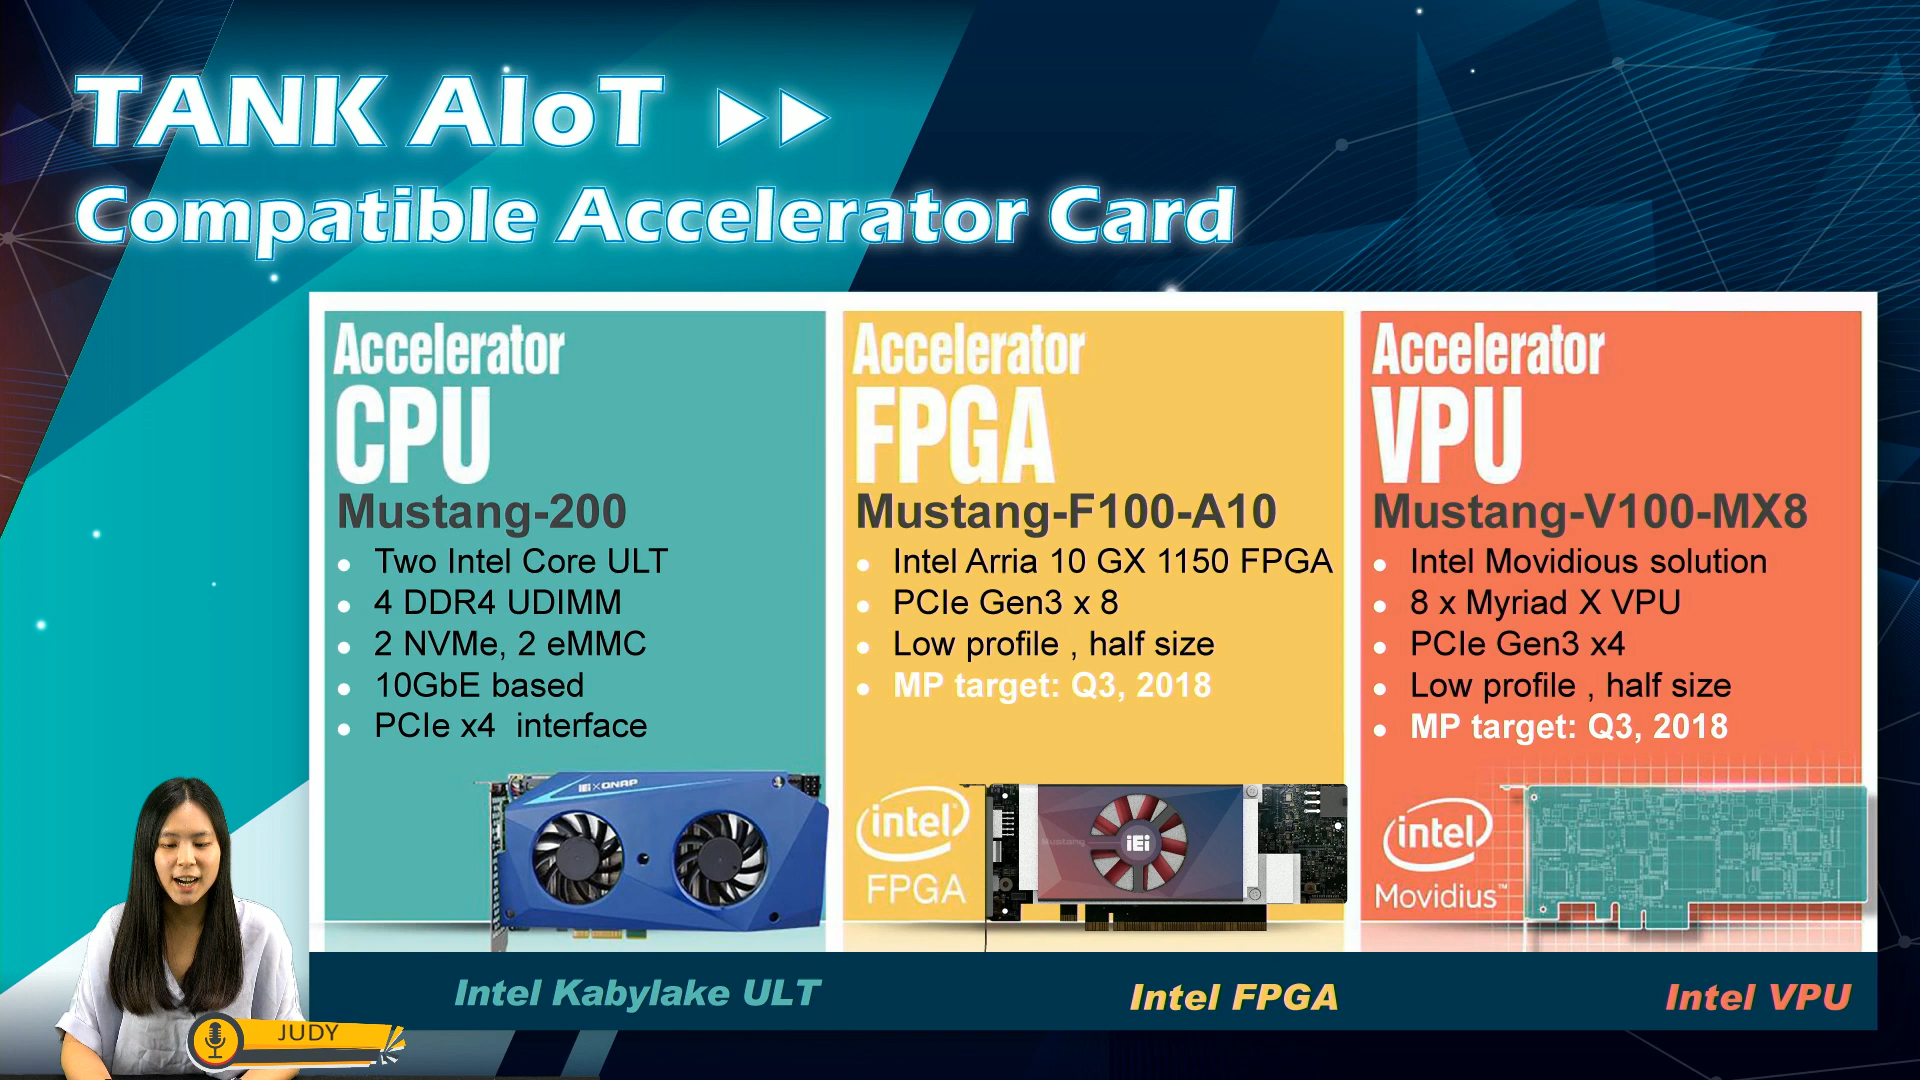 TANK AIoT
Compatible Accelerator Card
Accelerator
CPU
Mustang-200
Two Intel Core ULT
4 DDR4 UDIMM
2 NVMe, 2 eMMC
10GbE based
PCIe x4 interface
iEi × QNAP
Intel Kabylake ULT
Accelerator
FPGA
Mustang-F100-A10
Intel Arria 10 GX 1150 FPGA
PCIe Gen3 x 8
Low profile , half size
MP target: Q3, 2018
intel
FPGA
Mustang
iEi
Intel FPGA
Accelerator
VPU
Mustang-V100-MX8
Intel Movidious solution
8 x Myriad X VPU
PCIe Gen3 x4
Low profile , half size
MP target: Q3, 2018
intel
Movidius™
Intel VPU
JUDY